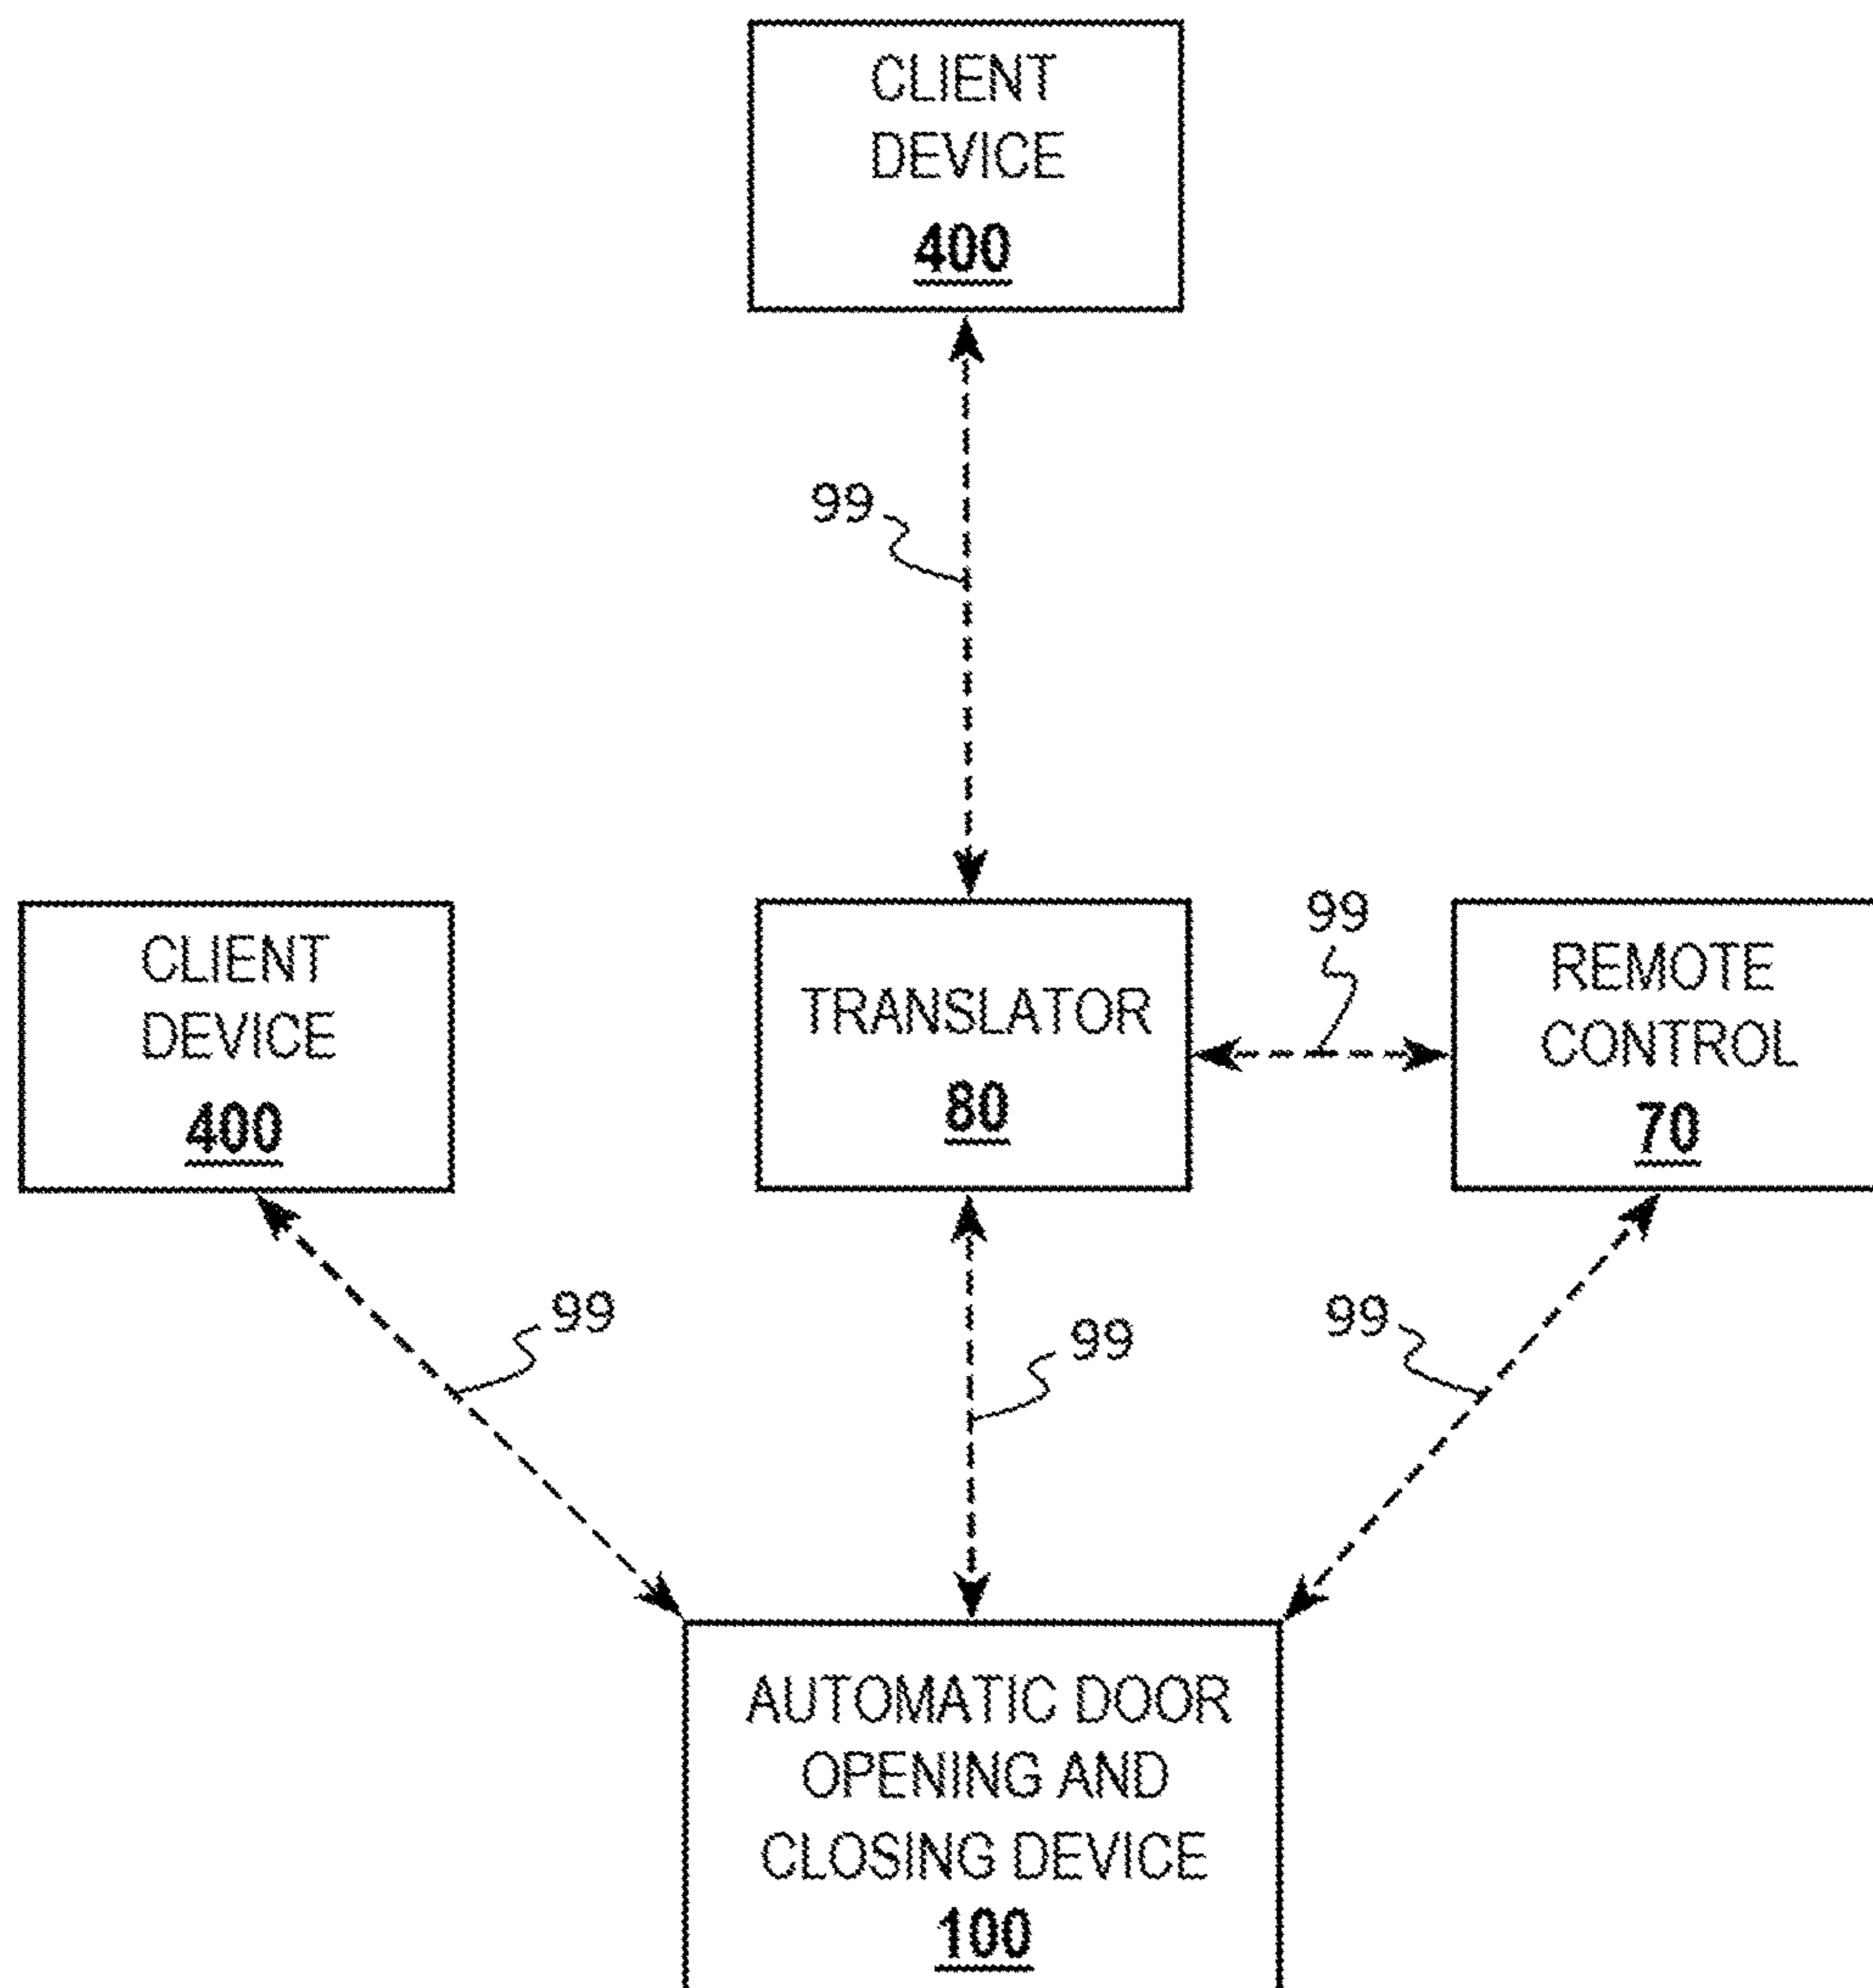 CLIENT
DEVICE
400
99
CLIENT
DEVICE
400
TRANSLATOR
80
99
REMOTE
CONTROL
70
99
99
99
AUTOMATIC DOOR
OPENING AND
CLOSING DEVICE
100